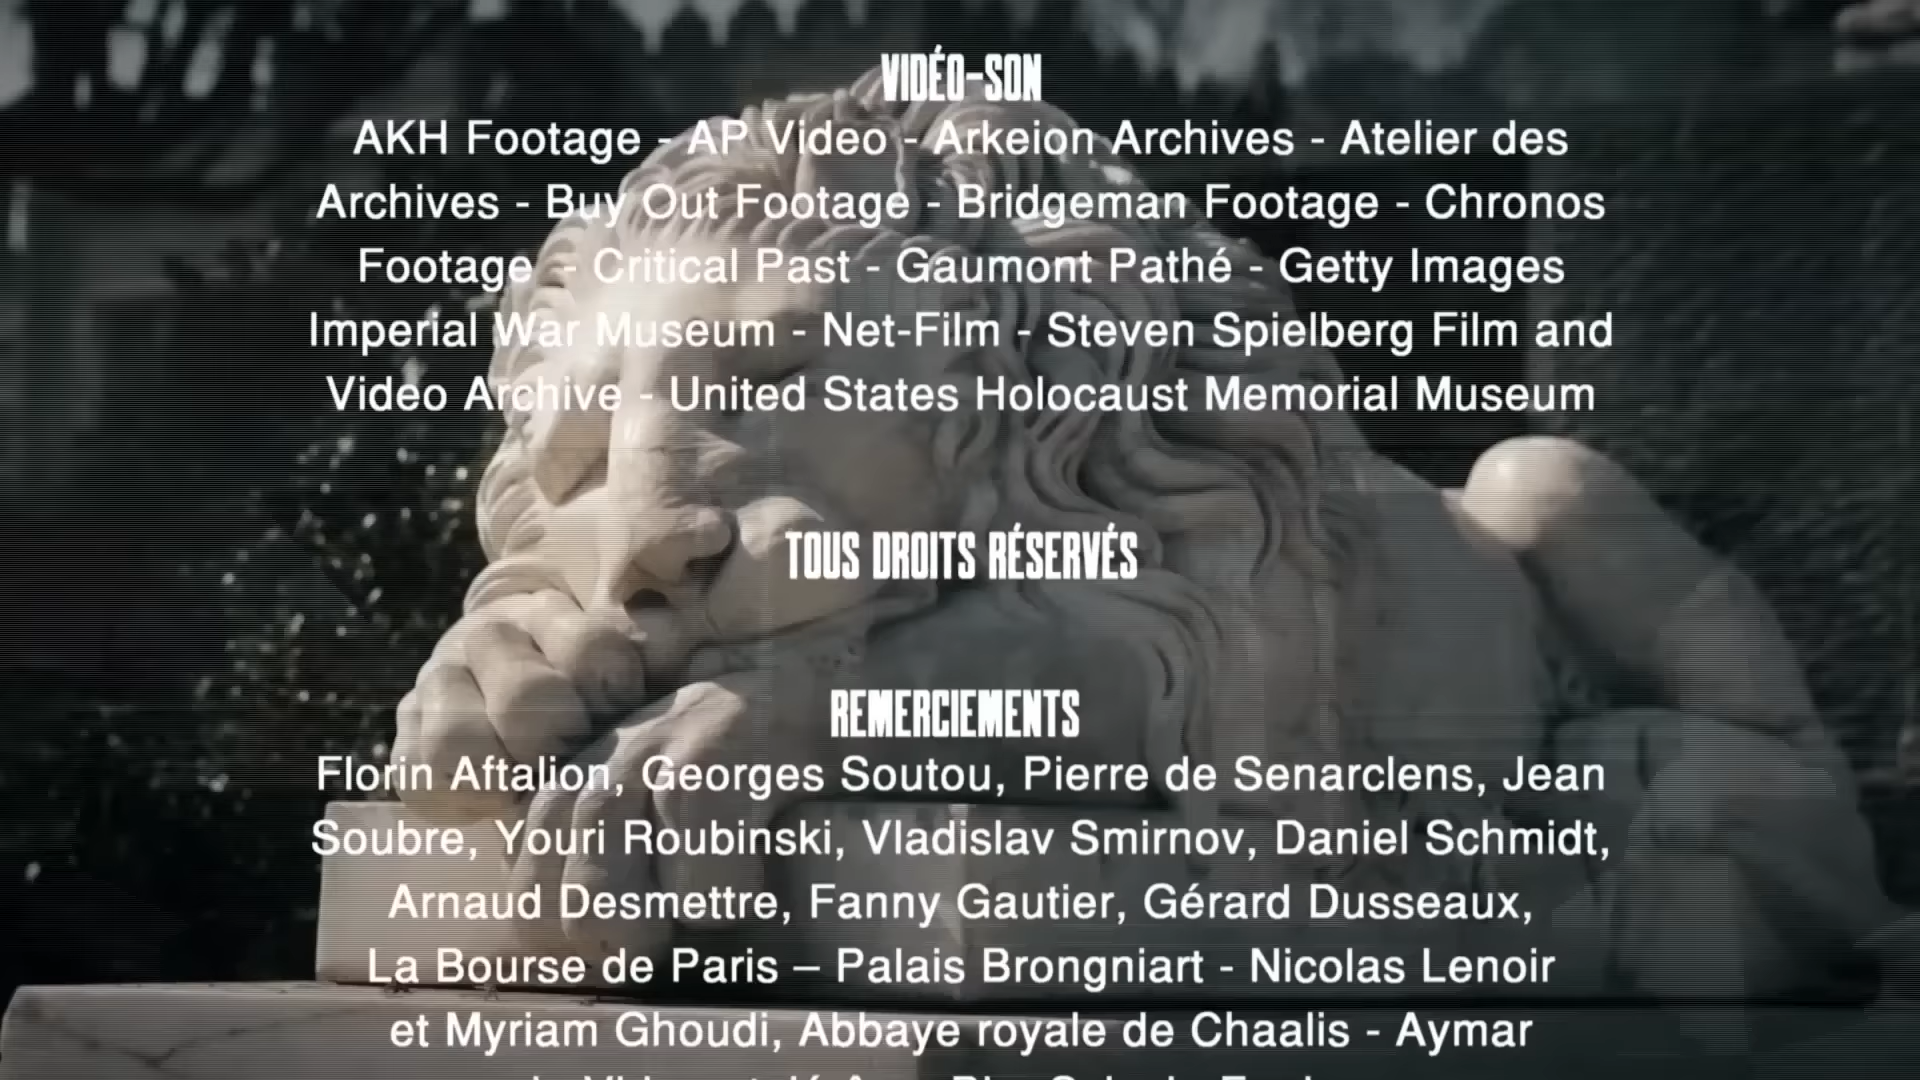 VIDÉO-SON
AKH Footage - AP Video - Arkeion Archives - Atelier des
Archives - Buy Out Footage - Bridgeman Footage - Chronos
Footage - Critical Past - Gaumont Pathé - Getty Images
Imperial War Museum - Net-Film - Steven Spielberg Film and
Video Archive - United States Holocaust Memorial Museum
TOUS DROITS RÉSERVÉS
REMERCIEMENTS
Florin Aftalion, Georges Soutou, Pierre de Senarclens, Jean
Soubre, Youri Roubinski, Vladislav Smirnov, Daniel Schmidt,
Arnaud Desmettre, Fanny Gautier, Gérard Dusseaux,
La Bourse de Paris – Palais Brongniart - Nicolas Lenoir
et Myriam Ghoudi, Abbaye royale de Chaalis - Aymar